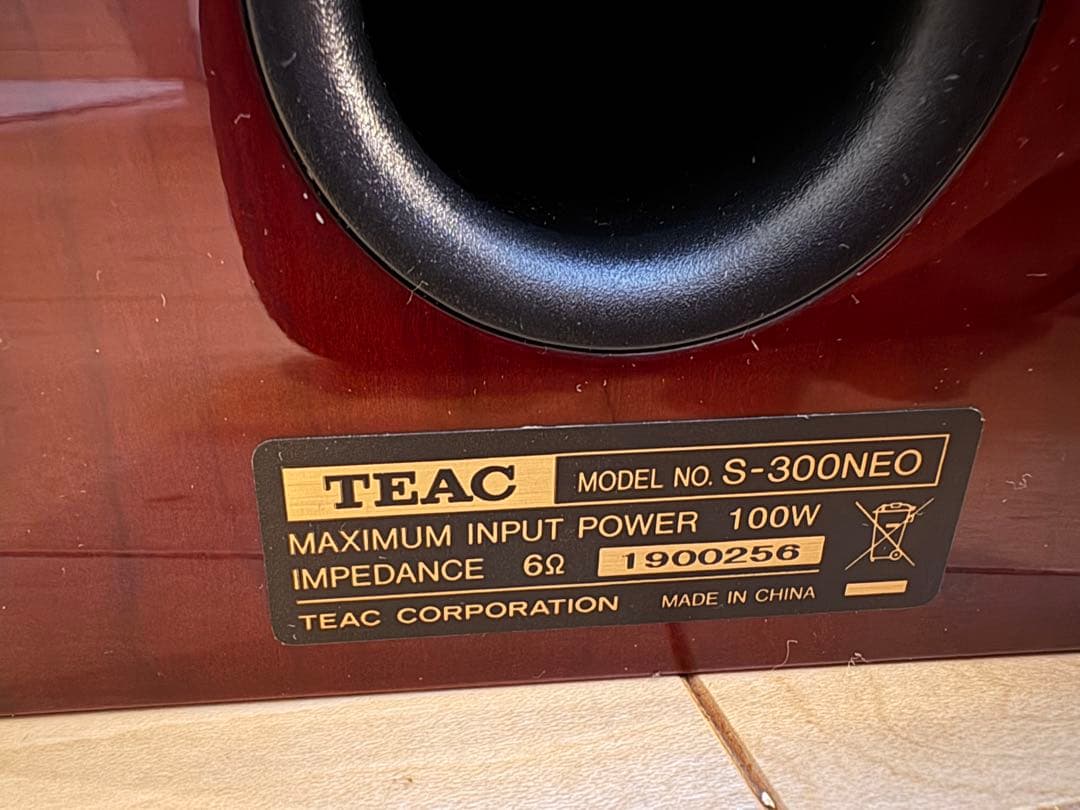 TEAC MODEL NO. S-300NEO
MAXIMUM INPUT POWER 100W
IMPEDANCE 6Ω 1900256
TEAC CORPORATION MADE IN CHINA